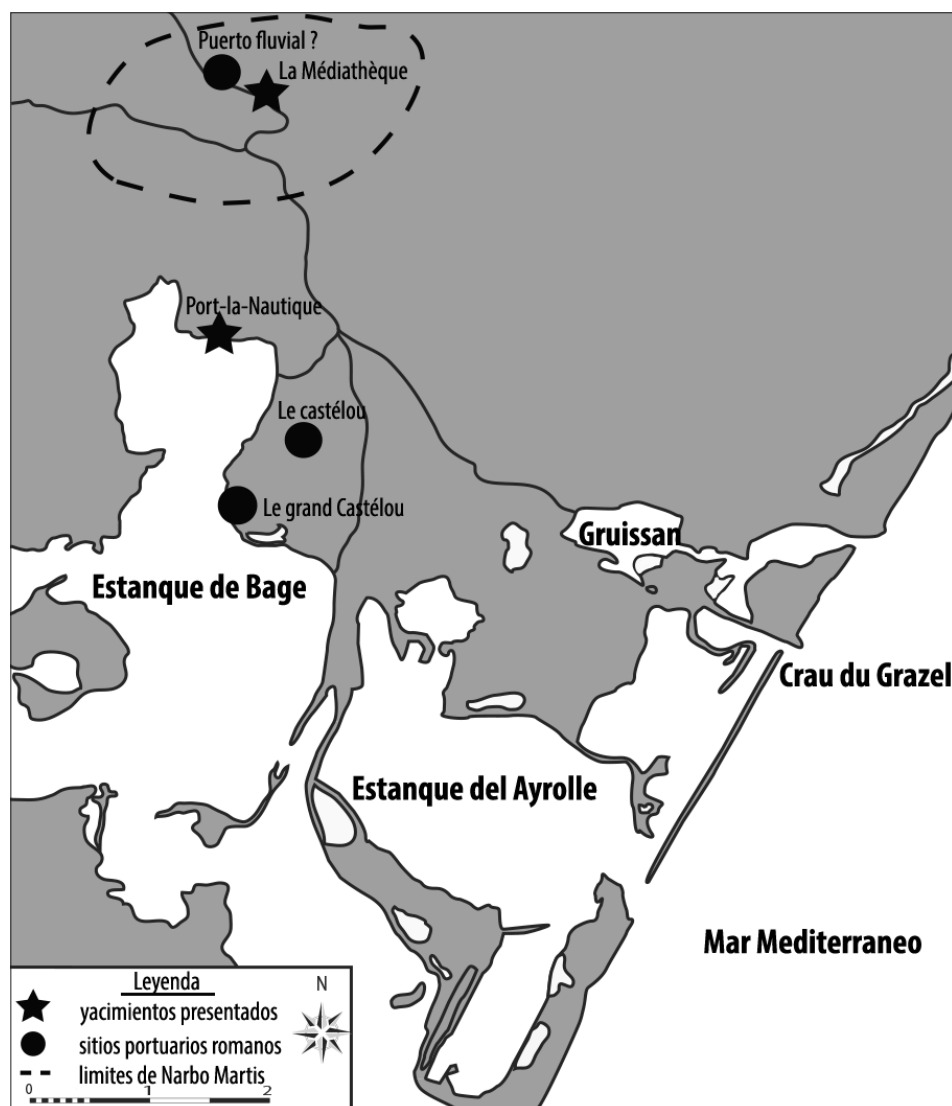 Puerto fluvial ?
La Médiathèque
Port-la-Nautique
Le castélou
Le grand Castélou
Gruissan
Estanque de Bage
Crau du Grazel
Estanque del Ayrolle
Mar Mediterraneo
Leyenda
N
yacimientos presentados
sitios portuarios romanos
limites de Narbo Martis
0 1 2